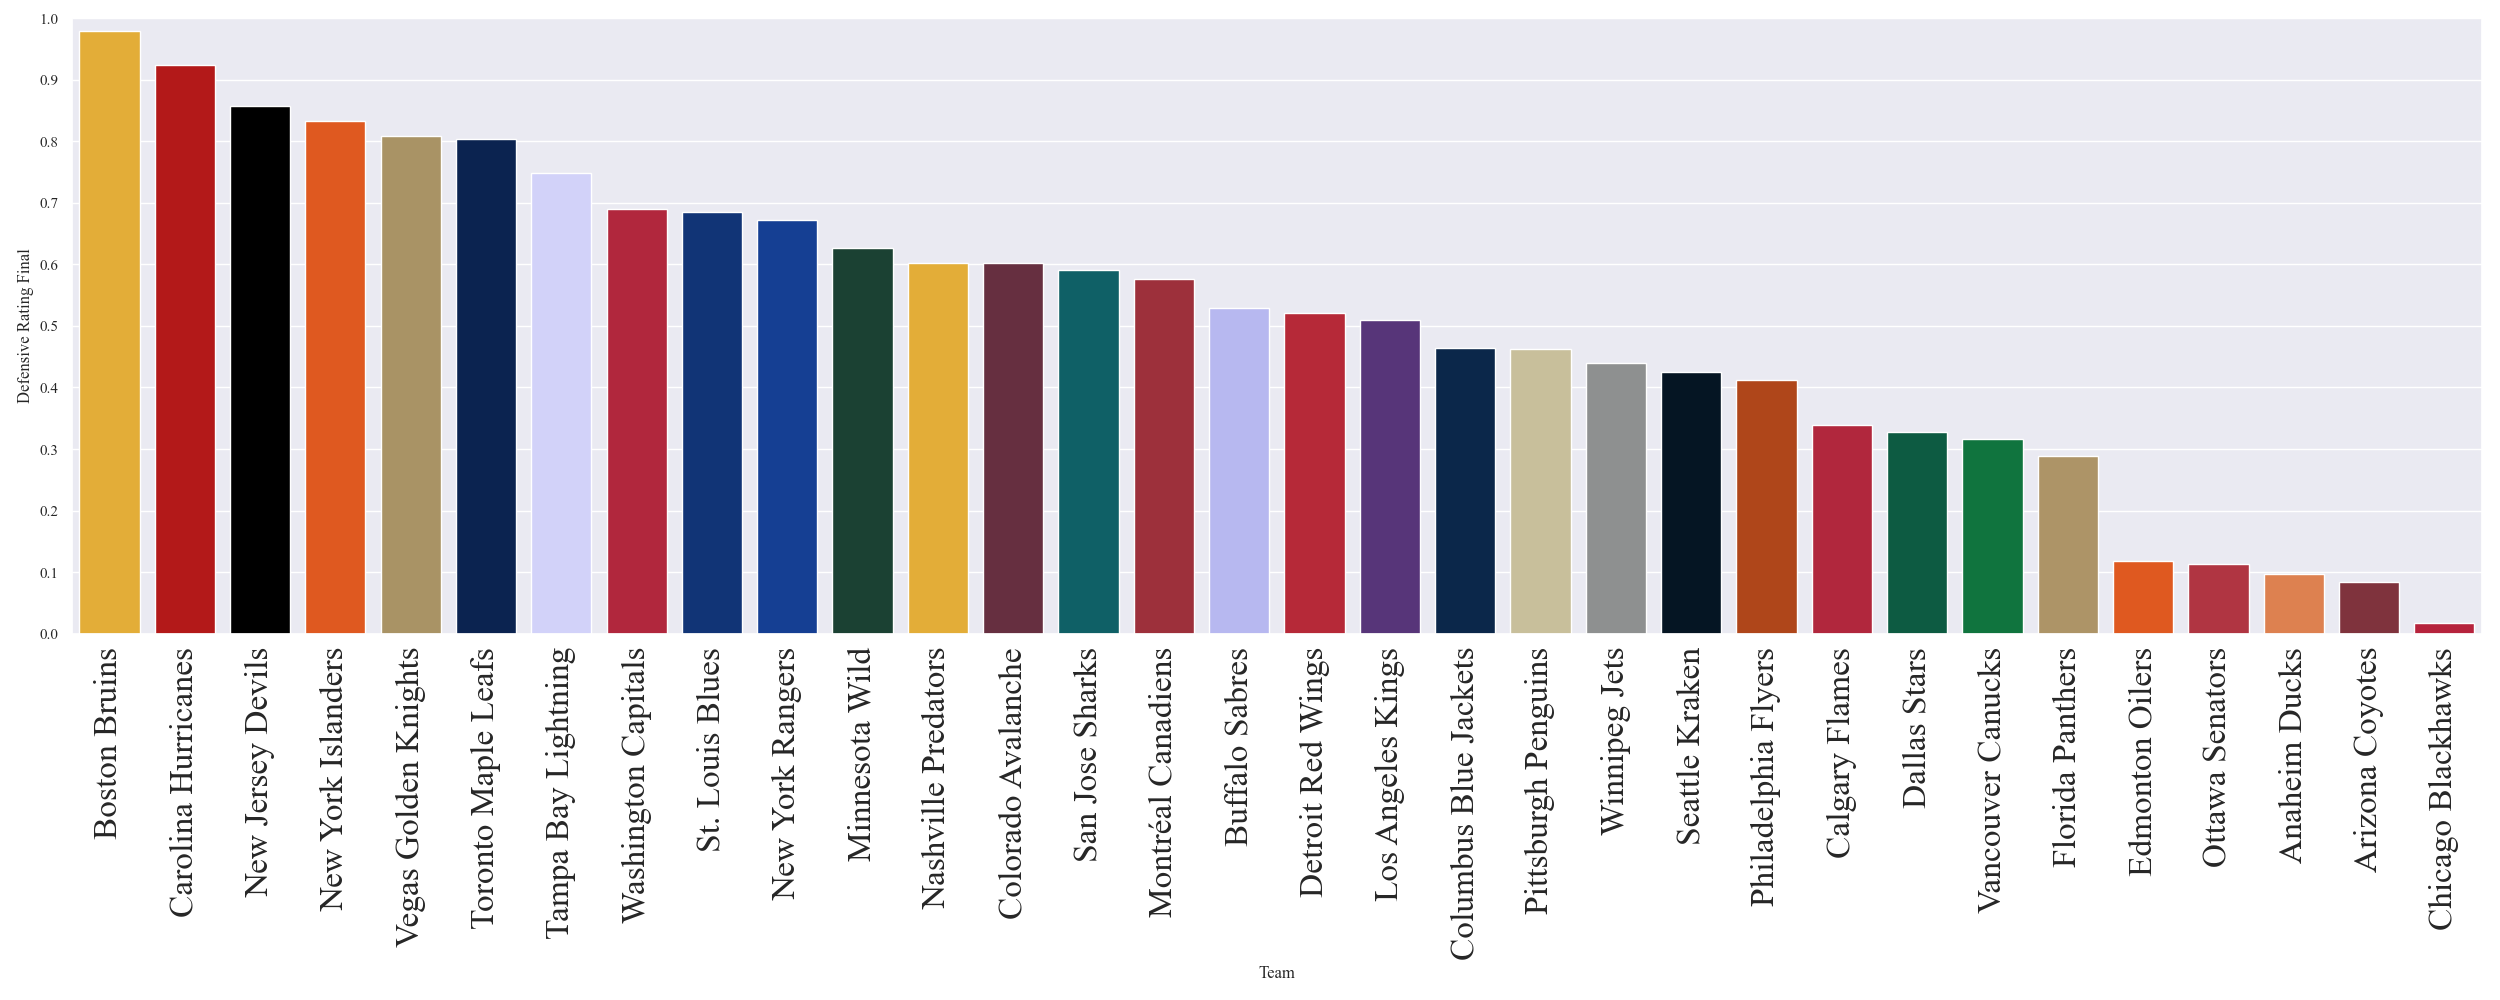 1.0
0.9
0.8
0.7
0.6
0.5
0.4
0.3
0.2
0.1
0.0
Defensive Rating Final
Boston Bruins
Carolina Hurricanes
New Jersey Devils
New York Islanders
Vegas Golden Knights
Toronto Maple Leafs
Tampa Bay Lightning
Washington Capitals
St. Louis Blues
New York Rangers
Minnesota Wild
Nashville Predators
Colorado Avalanche
San Jose Sharks
Montréal Canadiens
Buffalo Sabres
Detroit Red Wings
Los Angeles Kings
Columbus Blue Jackets
Pittsburgh Penguins
Winnipeg Jets
Seattle Kraken
Philadelphia Flyers
Calgary Flames
Dallas Stars
Vancouver Canucks
Florida Panthers
Edmonton Oilers
Ottawa Senators
Anaheim Ducks
Arizona Coyotes
Chicago Blackhawks
Team